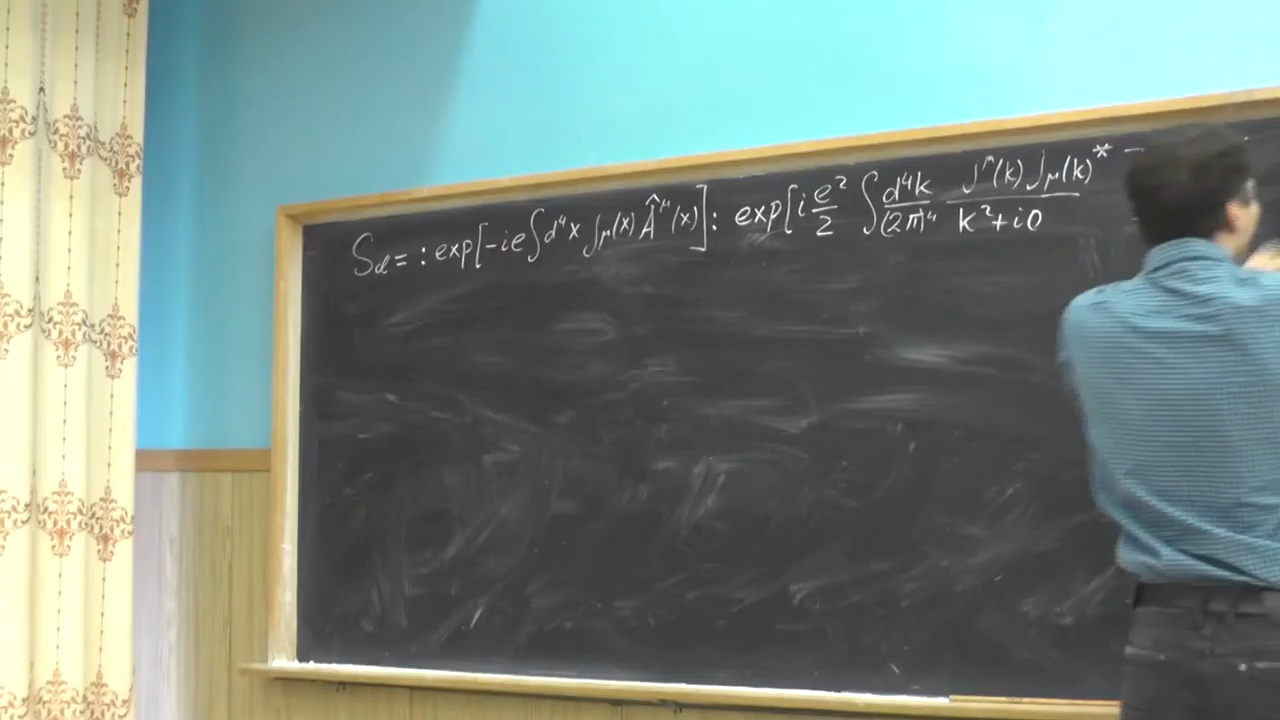 S_cl = : exp[-ie∫d⁴x j_μ(x) Â^μ(x)] : exp[i e²/2 ∫ d⁴k/(2π)⁴ j^μ(k) j_μ(k)*/(k²+i0) -